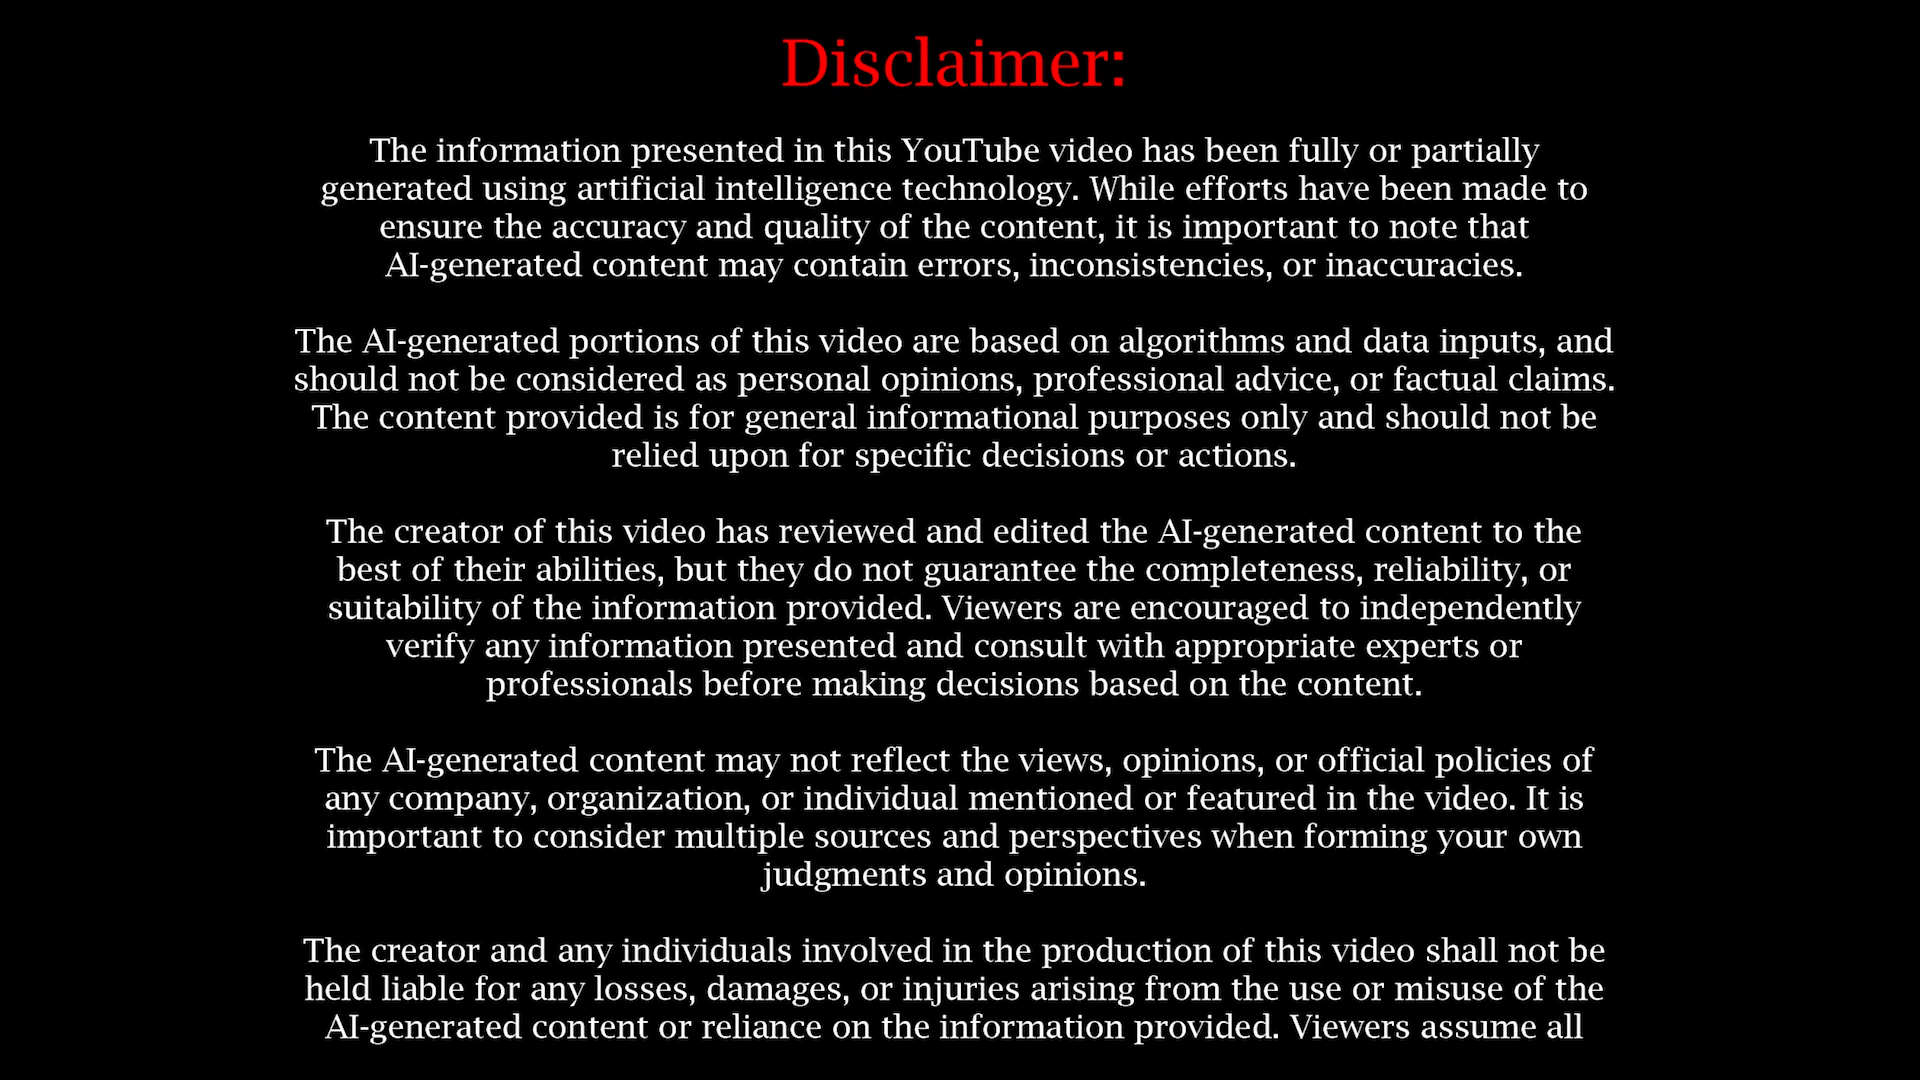 Disclaimer:
The information presented in this YouTube video has been fully or partially
generated using artificial intelligence technology. While efforts have been made to
ensure the accuracy and quality of the content, it is important to note that
AI-generated content may contain errors, inconsistencies, or inaccuracies.
The AI-generated portions of this video are based on algorithms and data inputs, and
should not be considered as personal opinions, professional advice, or factual claims.
The content provided is for general informational purposes only and should not be
relied upon for specific decisions or actions.
The creator of this video has reviewed and edited the AI-generated content to the
best of their abilities, but they do not guarantee the completeness, reliability, or
suitability of the information provided. Viewers are encouraged to independently
verify any information presented and consult with appropriate experts or
professionals before making decisions based on the content.
The AI-generated content may not reflect the views, opinions, or official policies of
any company, organization, or individual mentioned or featured in the video. It is
important to consider multiple sources and perspectives when forming your own
judgments and opinions.
The creator and any individuals involved in the production of this video shall not be
held liable for any losses, damages, or injuries arising from the use or misuse of the
AI-generated content or reliance on the information provided. Viewers assume all